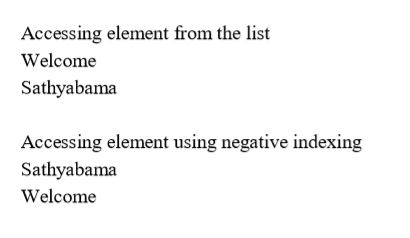 Accessing element from the list
Welcome
Sathyabama
Accessing element using negative indexing
Sathyabama
Welcome